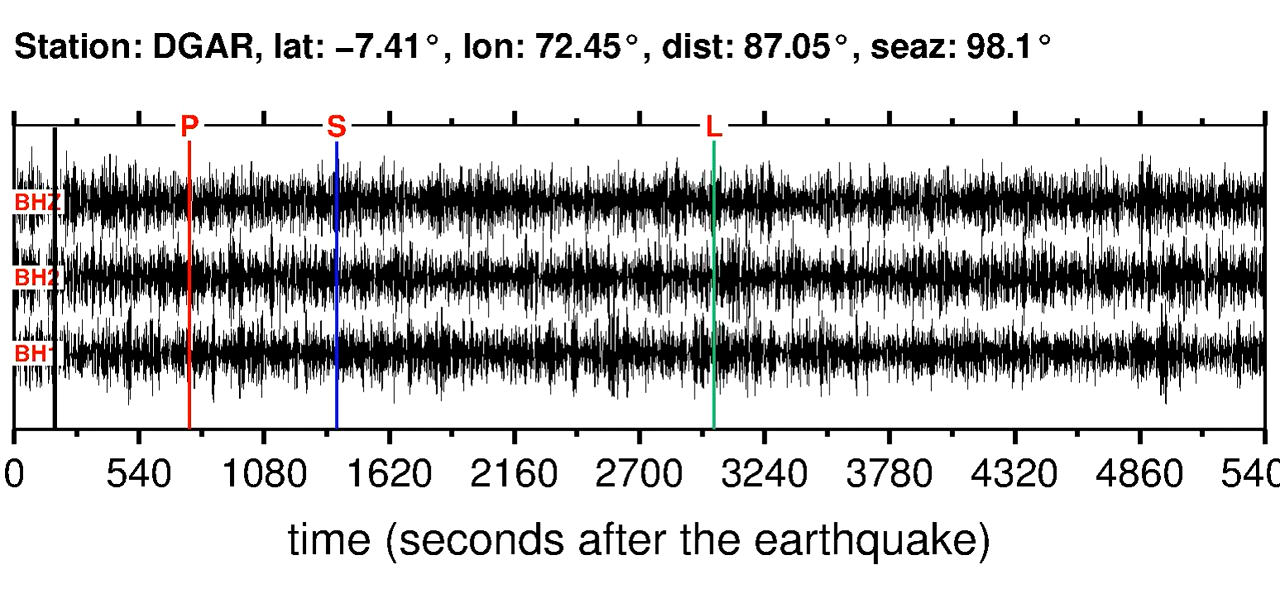 Station: DGAR, lat: −7.41°, lon: 72.45°, dist: 87.05°, seaz: 98.1°
P S L
BHZ
BH2
BH1
0 540 1080 1620 2160 2700 3240 3780 4320 4860 540
time (seconds after the earthquake)